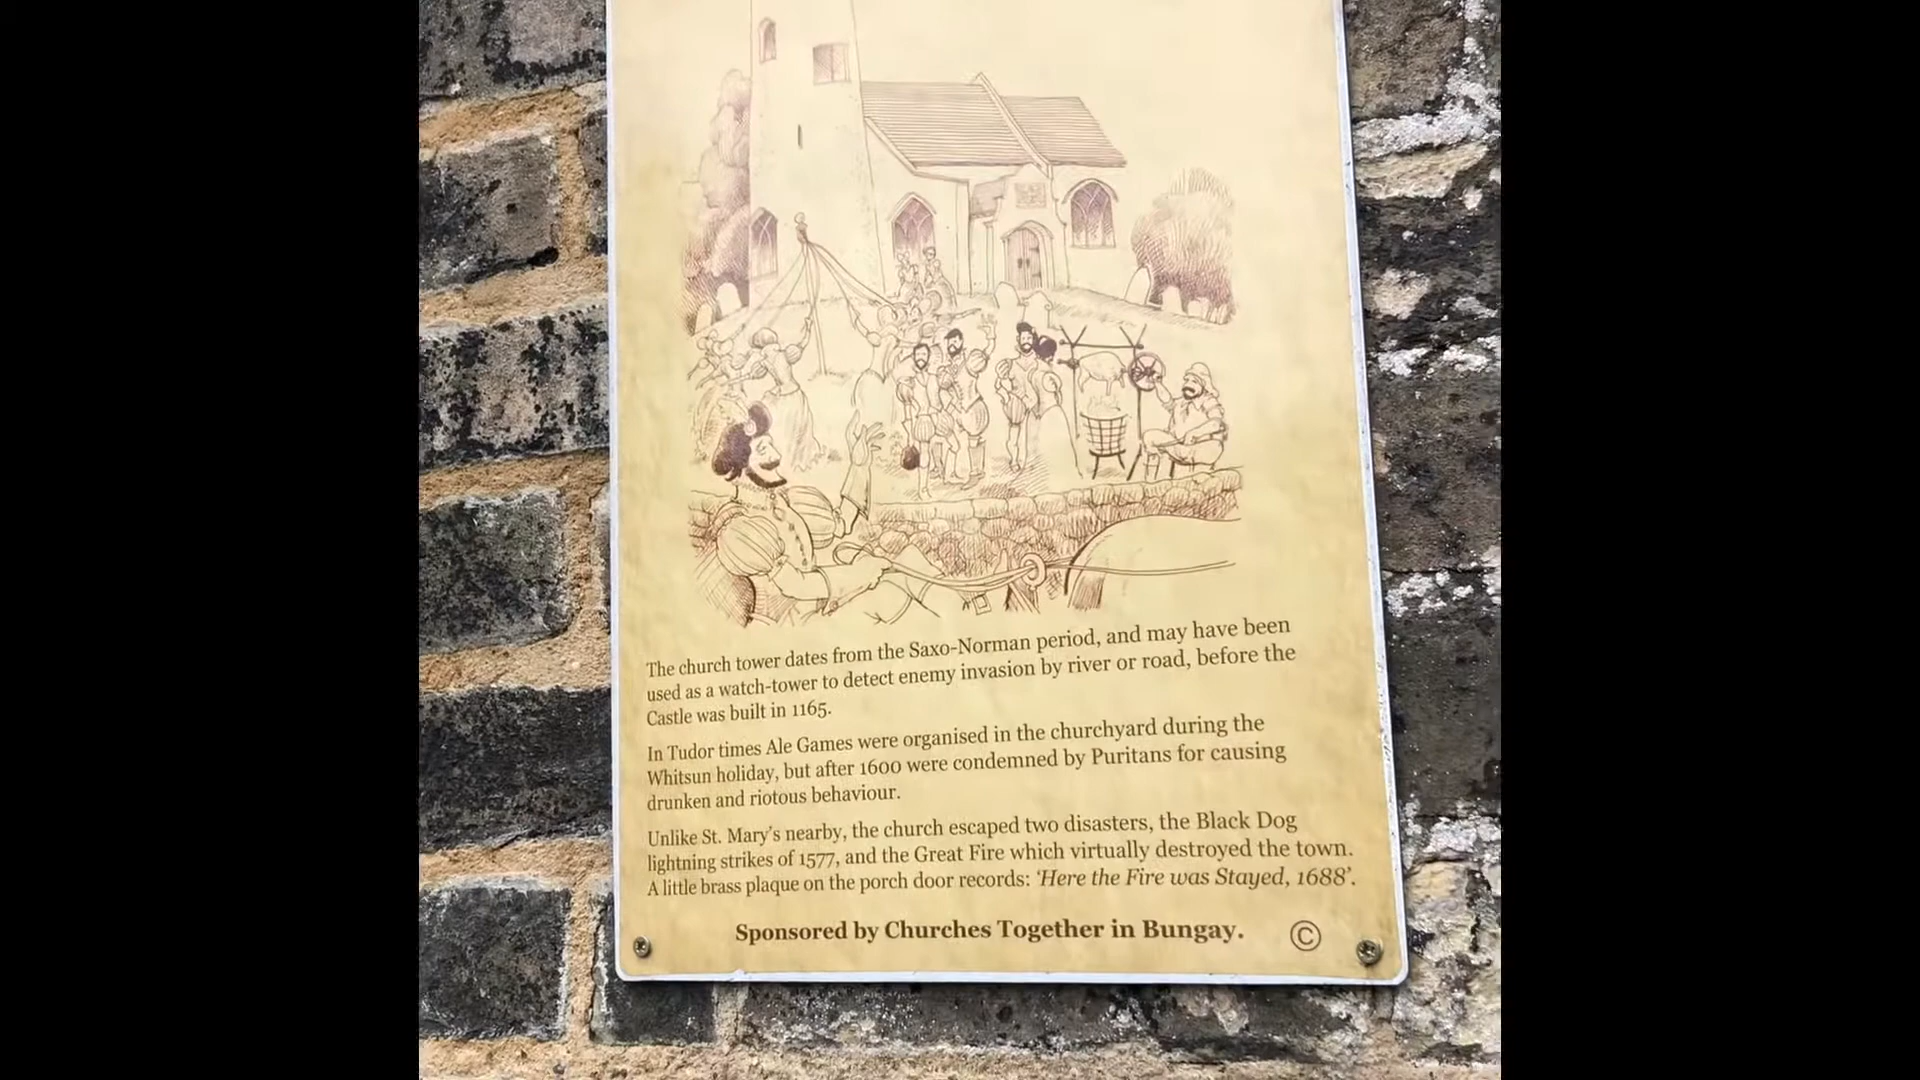 The church tower dates from the Saxo-Norman period, and may have been
used as a watch-tower to detect enemy invasion by river or road, before the
Castle was built in 1165.
In Tudor times Ale Games were organised in the churchyard during the
Whitsun holiday, but after 1600 were condemned by Puritans for causing
drunken and riotous behaviour.
Unlike St. Mary's nearby, the church escaped two disasters, the Black Dog
lightning strikes of 1577, and the Great Fire which virtually destroyed the town.
A little brass plaque on the porch door records: 'Here the Fire was Stayed, 1688'.
Sponsored by Churches Together in Bungay. ©